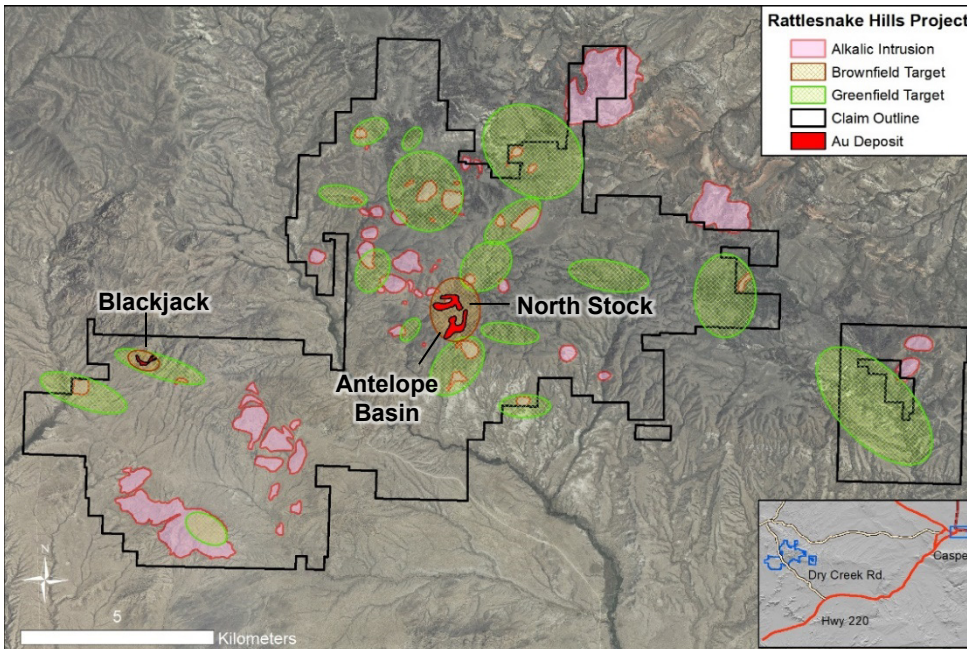 Rattlesnake Hills Project
Alkalic Intrusion
Brownfield Target
Greenfield Target
Claim Outline
Au Deposit
Blackjack
North Stock
Antelope
Basin
N
5
Kilometers
Caspe
Dry Creek Rd.
Hwy 220